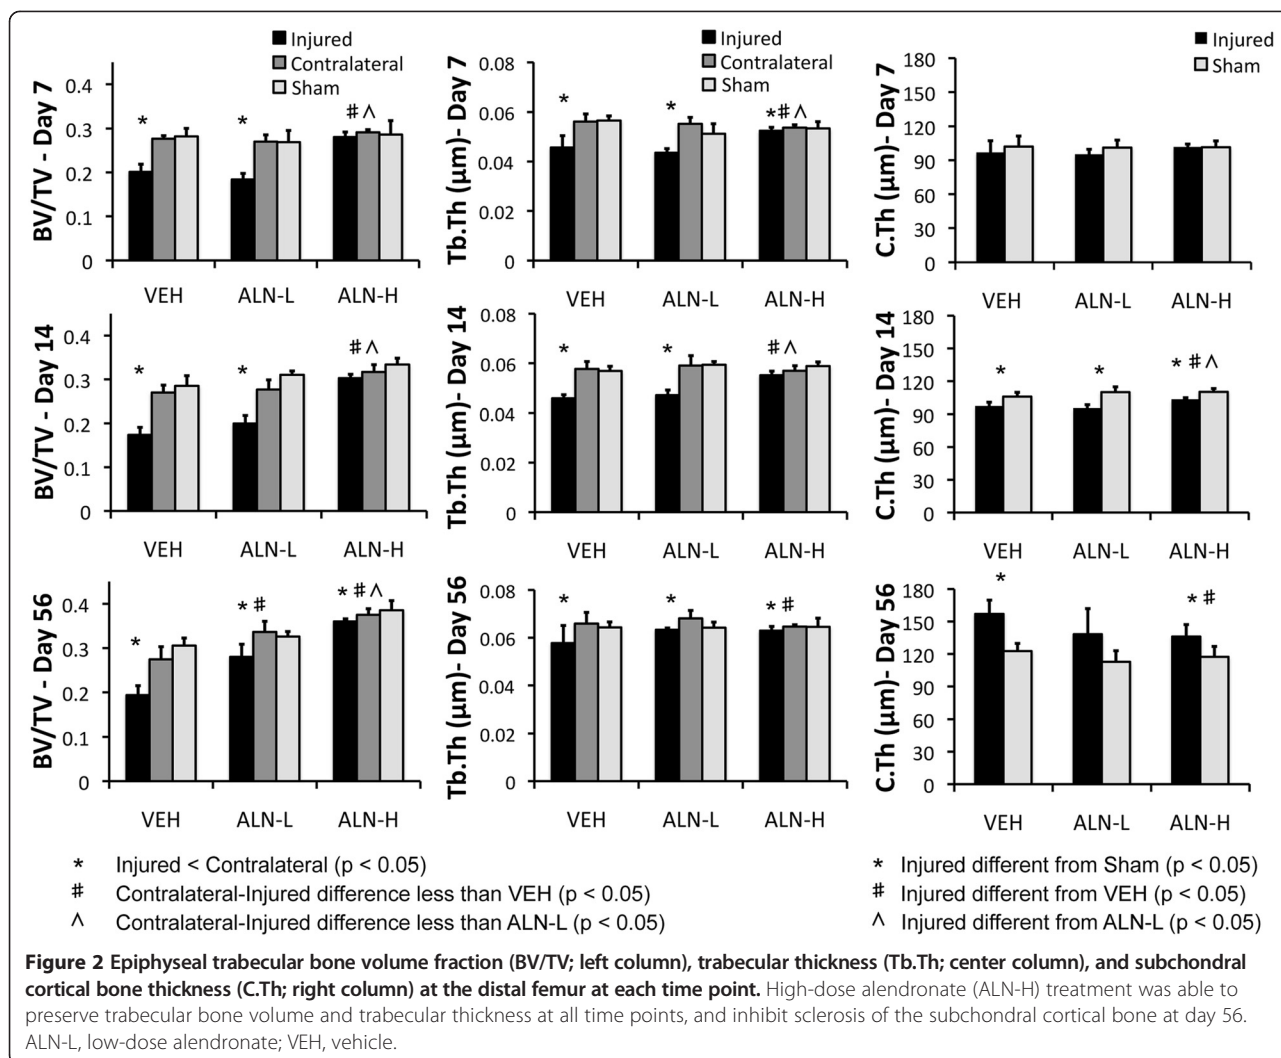 Injured
Contralateral
Sham
BV/TV - Day 7
0.4
0.3
0.2
0.1
0
*
*
# ^
VEH
ALN-L
ALN-H
Injured
Contralateral
Sham
Tb.Th (μm)- Day 7
0.08
0.06
0.04
0.02
0
*
*
*# ^
VEH
ALN-L
ALN-H
Injured
Sham
C.Th (μm)- Day 7
180
150
120
90
60
30
0
VEH
ALN-L
ALN-H
BV/TV - Day 14
0.4
0.3
0.2
0.1
0
*
*
# ^
VEH
ALN-L
ALN-H
Tb.Th (μm)- Day 14
0.08
0.06
0.04
0.02
0
*
*
# ^
VEH
ALN-L
ALN-H
C.Th (μm)- Day 14
180
150
120
90
60
30
0
*
*
* # ^
VEH
ALN-L
ALN-H
BV/TV - Day 56
0.4
0.3
0.2
0.1
0
*
* #
* # ^
VEH
ALN-L
ALN-H
Tb.Th (μm)- Day 56
0.08
0.06
0.04
0.02
0
*
*
* #
VEH
ALN-L
ALN-H
C.Th (μm)- Day 56
180
150
120
90
60
30
0
*
* #
VEH
ALN-L
ALN-H
* Injured < Contralateral (p < 0.05)
# Contralateral-Injured difference less than VEH (p < 0.05)
^ Contralateral-Injured difference less than ALN-L (p < 0.05)
* Injured different from Sham (p < 0.05)
# Injured different from VEH (p < 0.05)
^ Injured different from ALN-L (p < 0.05)
Figure 2 Epiphyseal trabecular bone volume fraction (BV/TV; left column), trabecular thickness (Tb.Th; center column), and subchondral
cortical bone thickness (C.Th; right column) at the distal femur at each time point. High-dose alendronate (ALN-H) treatment was able to
preserve trabecular bone volume and trabecular thickness at all time points, and inhibit sclerosis of the subchondral cortical bone at day 56.
ALN-L, low-dose alendronate; VEH, vehicle.